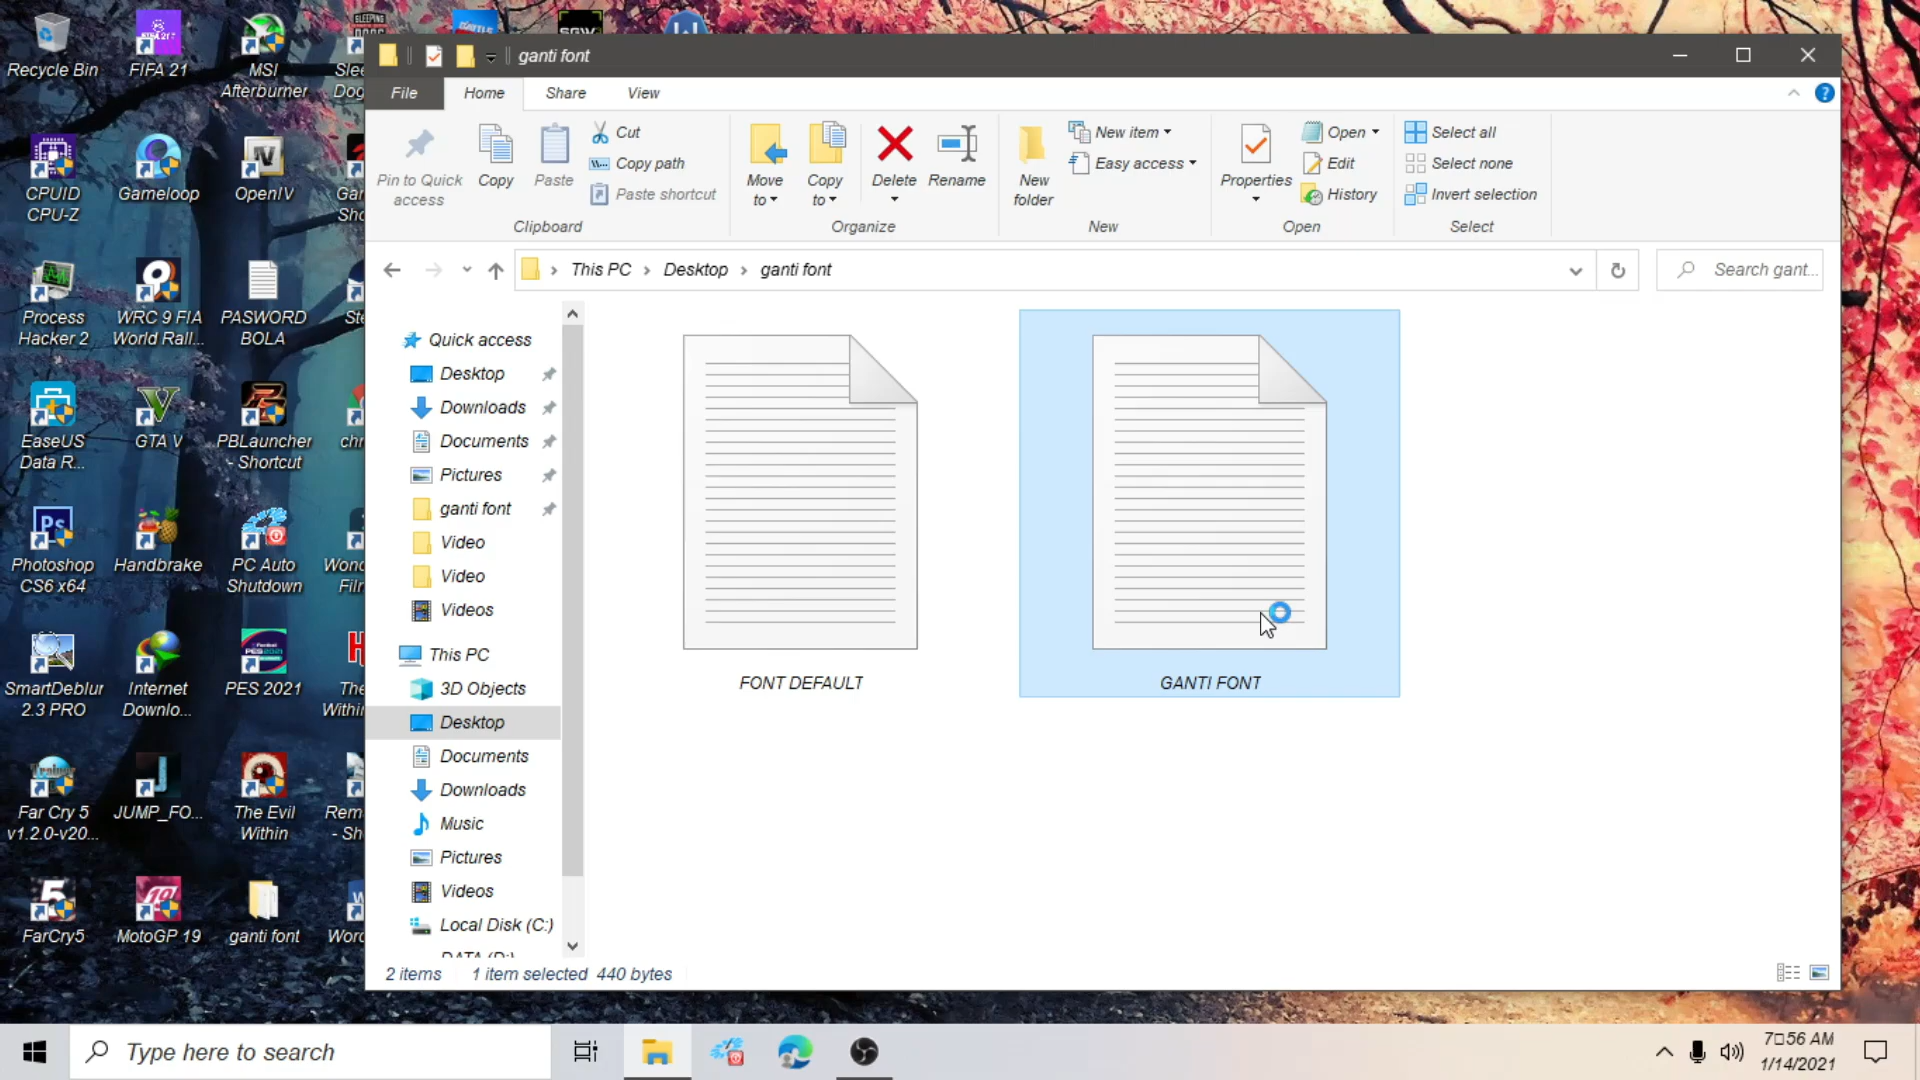 Recycle Bin
FIFA 21
MSI
Afterburner
CPUID
CPU-Z
Gameloop
OpenIV
Process
Hacker 2
WRC 9 FIA
World Rall...
PASWORD
BOLA
EaseUS
Data R...
GTA V
PBLauncher
- Shortcut
Photoshop
CS6 x64
Handbrake
PC Auto
Shutdown
SmartDeblur
2.3 PRO
Internet
Downlo...
PES 2021
Far Cry 5
v1.2.0-v20...
JUMP_FO...
The Evil
Within
FarCry5
MotoGP 19
ganti font
ganti font
File
Home
Share
View
Pin to Quick
access
Copy
Paste
Cut
Copy path
Paste shortcut
Clipboard
Move
to
Copy
to
Delete
Rename
Organize
New
folder
New item
Easy access
New
Properties
Open
Edit
History
Open
Select all
Select none
Invert selection
Select
This PC
Desktop
ganti font
Search gant...
Quick access
Desktop
Downloads
Documents
Pictures
ganti font
Video
Video
Videos
This PC
3D Objects
Desktop
Documents
Downloads
Music
Pictures
Videos
Local Disk (C:)
FONT DEFAULT
GANTI FONT
2 items
1 item selected 440 bytes
Type here to search
7□56 AM
1/14/2021